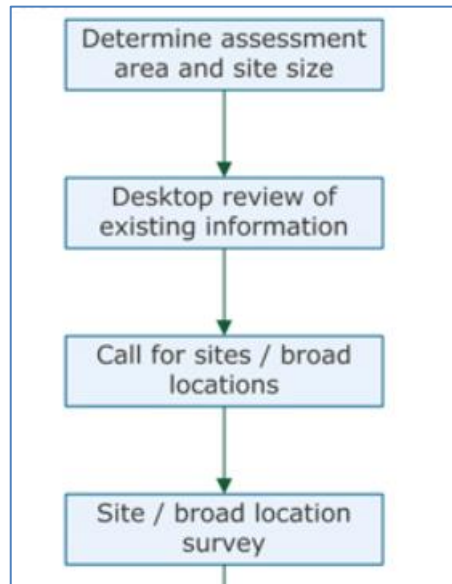 Determine assessment
area and site size
Desktop review of
existing information
Call for sites / broad
locations
Site / broad location
survey